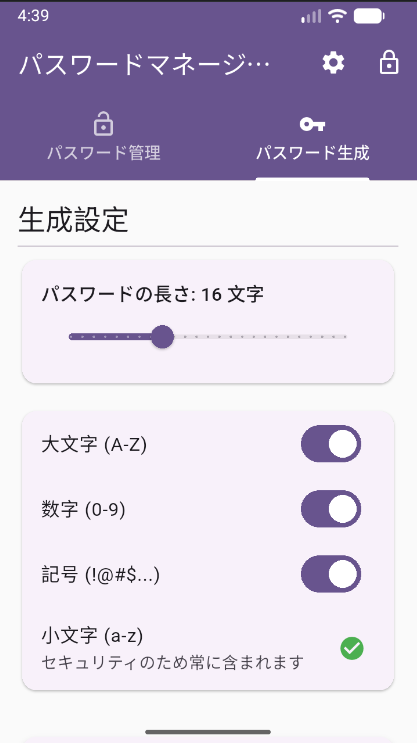 4:39
パスワードマネージ…
パスワード管理
パスワード生成
生成設定
パスワードの長さ: 16 文字
大文字 (A-Z)
数字 (0-9)
記号 (!@#$...)
小文字 (a-z)
セキュリティのため常に含まれます